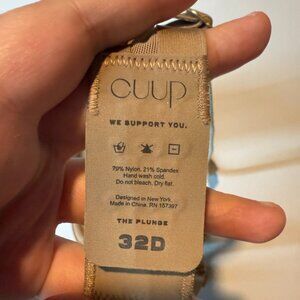 cuup
WE SUPPORT YOU.
79% Nylon, 21% Spandex
Hand wash cold.
Do not bleach. Dry flat.
Designed in New York
Made in China. RN 157397
THE PLUNGE
32D